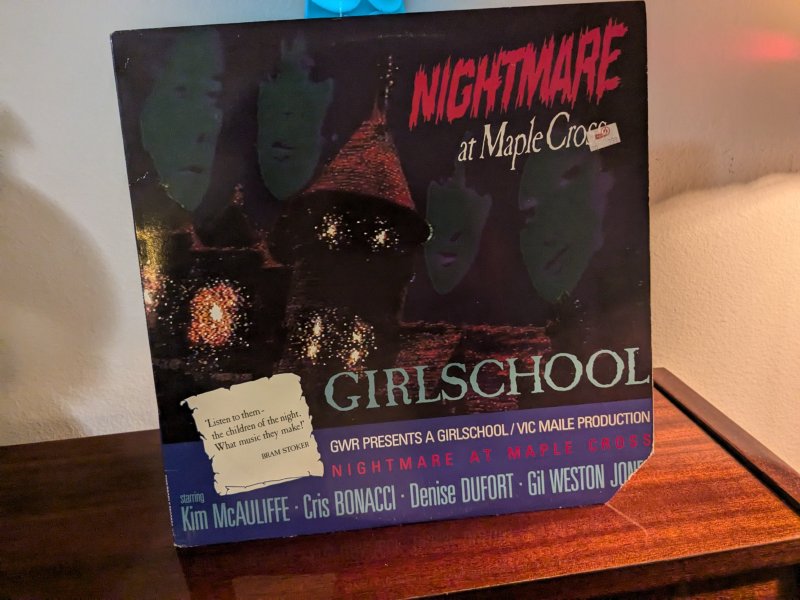 NIGHTMARE
at Maple Cross
GIRLSCHOOL
'Listen to them-
the children of the night.
What music they make!'
BRAM STOKER
GWR PRESENTS A GIRLSCHOOL / VIC MAILE PRODUCTION
NIGHTMARE AT MAPLE CROSS
starring
Kim McAULIFFE · Cris BONACCI · Denise DUFORT · Gil WESTON